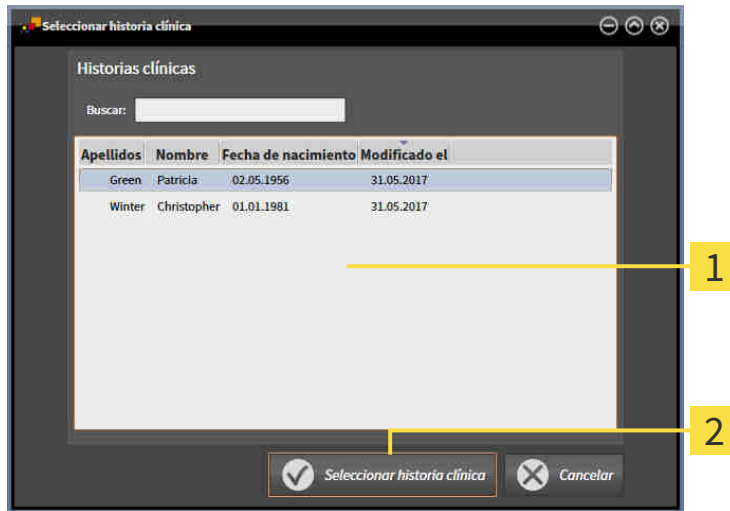 Seleccionar historia clínica
Historias clínicas
Buscar:
Apellidos Nombre Fecha de nacimiento Modificado el
Green Patricia 02.05.1956 31.05.2017
Winter Christopher 01.01.1981 31.05.2017
1
2
Seleccionar historia clínica Cancelar